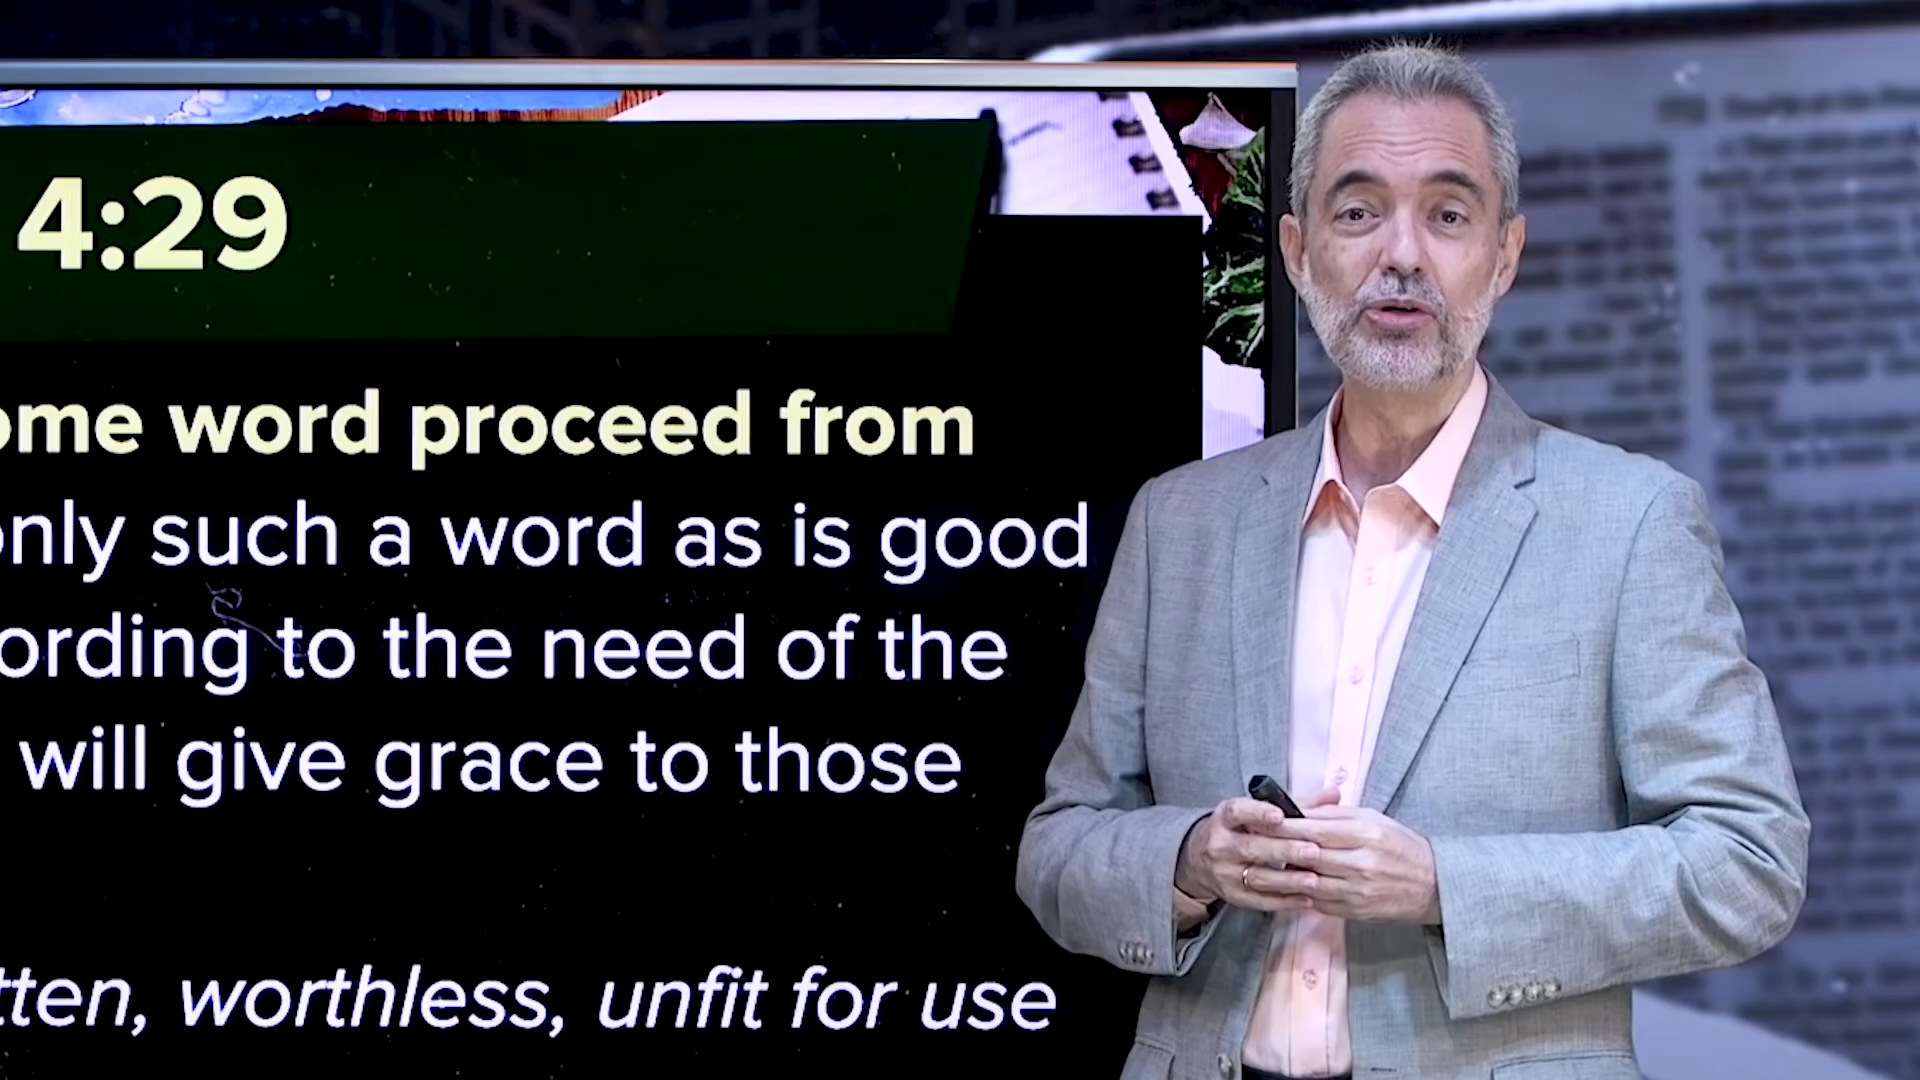 4:29
ome word proceed from
only such a word as is good
ording to the need of the
will give grace to those
tten, worthless, unfit for use